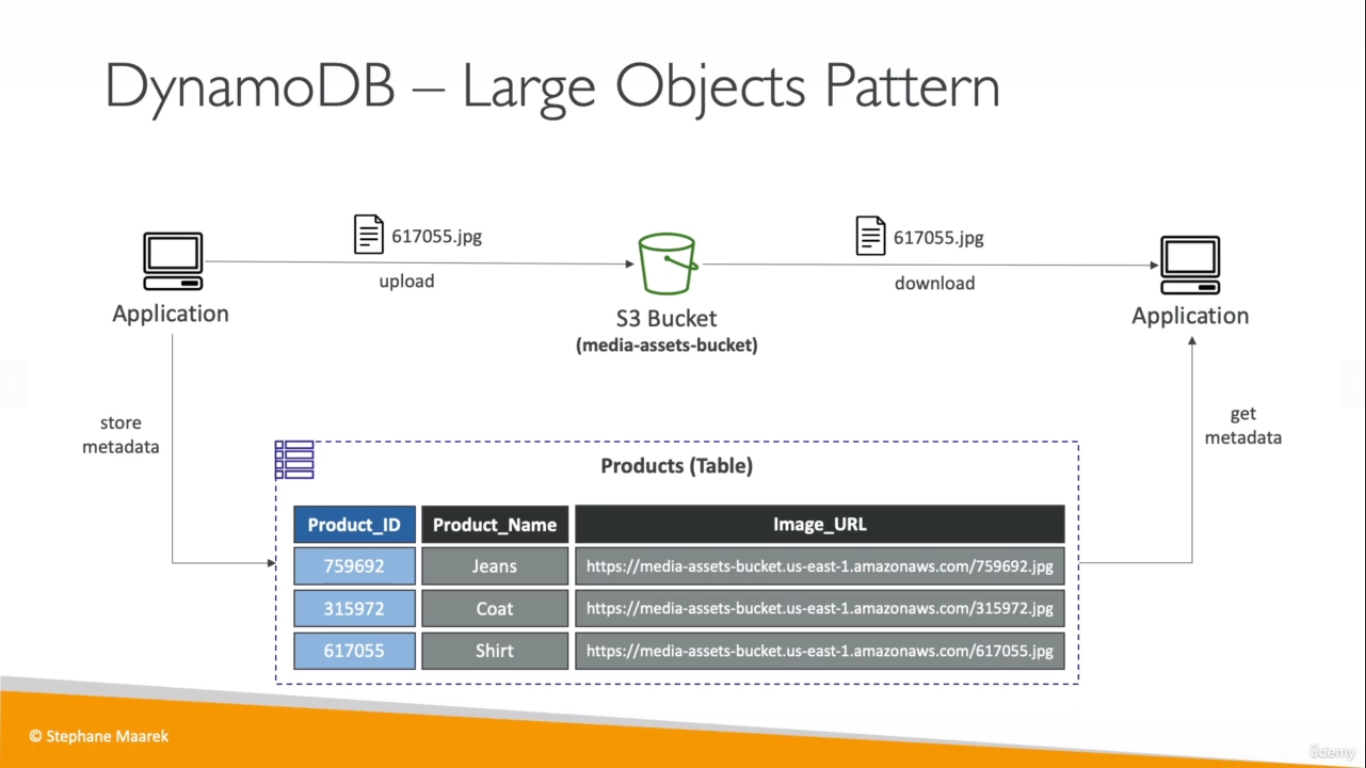 DynamoDB – Large Objects Pattern
617055.jpg
617055.jpg
upload
download
Application
S3 Bucket
Application
(media-assets-bucket)
store
metadata
get
metadata
Products (Table)
Product_ID Product_Name Image_URL
759692 Jeans https://media-assets-bucket.us-east-1.amazonaws.com/759692.jpg
315972 Coat https://media-assets-bucket.us-east-1.amazonaws.com/315972.jpg
617055 Shirt https://media-assets-bucket.us-east-1.amazonaws.com/617055.jpg
© Stephane Maarek
ûdemy